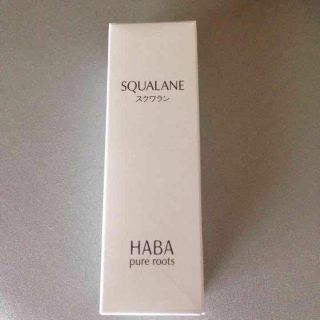 SQUALANE
スクワラン
HABA
pure roots